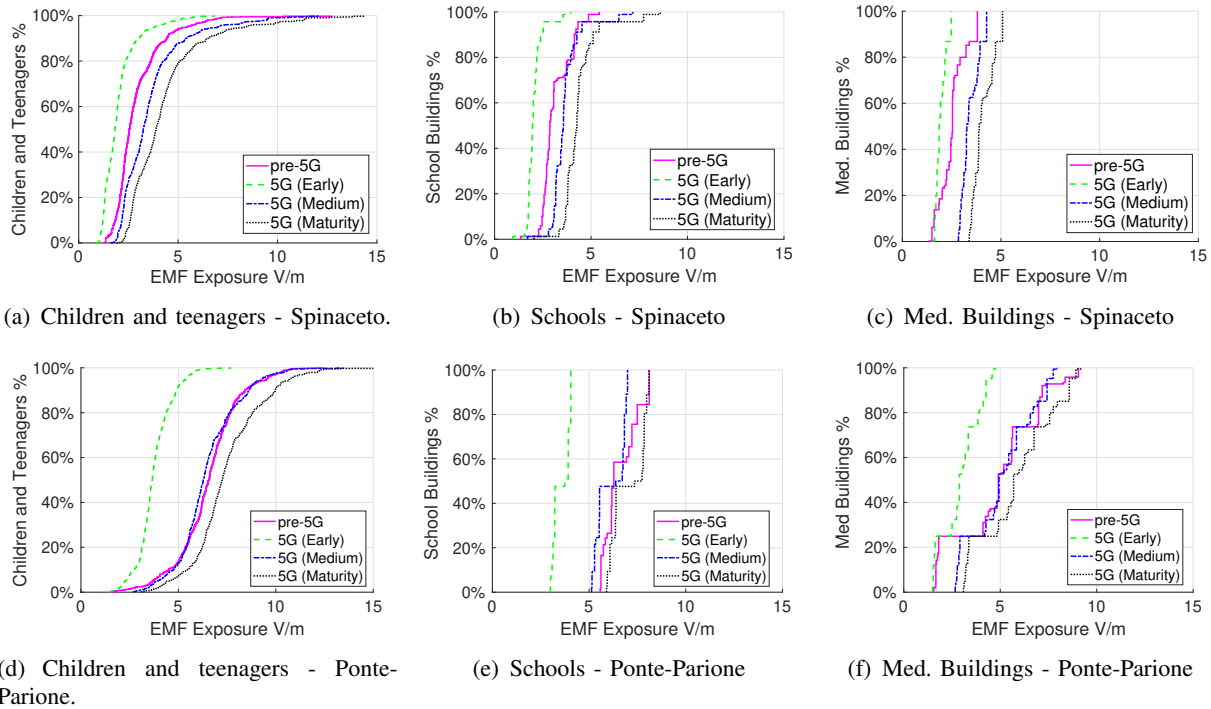 Children and Teenagers %
100%
80%
60%
40%
20%
0%
pre-5G
5G (Early)
5G (Medium)
5G (Maturity)
0 5 10 15
EMF Exposure V/m
(a) Children and teenagers - Spinaceto.
School Buildings %
100%
80%
60%
40%
20%
0%
pre-5G
5G (Early)
5G (Medium)
5G (Maturity)
0 5 10 15
EMF Exposure V/m
(b) Schools - Spinaceto
Med. Buildings %
100%
80%
60%
40%
20%
0%
pre-5G
5G (Early)
5G (Medium)
5G (Maturity)
0 5 10 15
EMF Exposure V/m
(c) Med. Buildings - Spinaceto
Children and Teenagers %
100%
80%
60%
40%
20%
0%
pre-5G
5G (Early)
5G (Medium)
5G (Maturity)
0 5 10 15
EMF Exposure V/m
(d) Children and teenagers - Ponte-
Parione.
School Buildings %
100%
80%
60%
40%
20%
0%
pre-5G
5G (Early)
5G (Medium)
5G (Maturity)
0 5 10 15
EMF Exposure V/m
(e) Schools - Ponte-Parione
Med Buildings %
100%
80%
60%
40%
20%
0%
pre-5G
5G (Early)
5G (Medium)
5G (Maturity)
0 5 10 15
EMF Exposure V/m
(f) Med. Buildings - Ponte-Parione